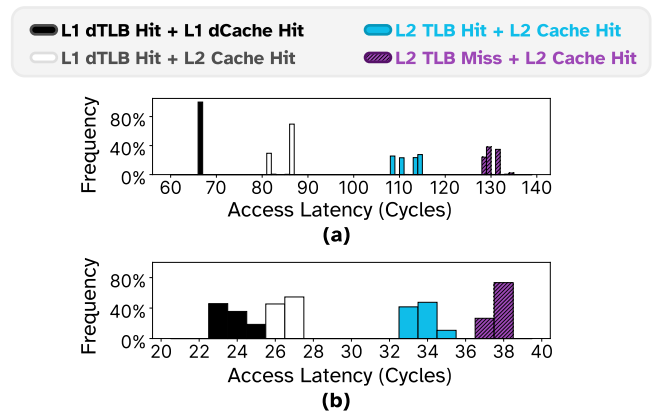 L1 dTLB Hit + L1 dCache Hit
L2 TLB Hit + L2 Cache Hit
L1 dTLB Hit + L2 Cache Hit
L2 TLB Miss + L2 Cache Hit
Frequency
80%
40%
0%
60 70 80 90 100 110 120 130 140
Access Latency (Cycles)
(a)
Frequency
80%
40%
0%
20 22 24 26 28 30 32 34 36 38 40
Access Latency (Cycles)
(b)